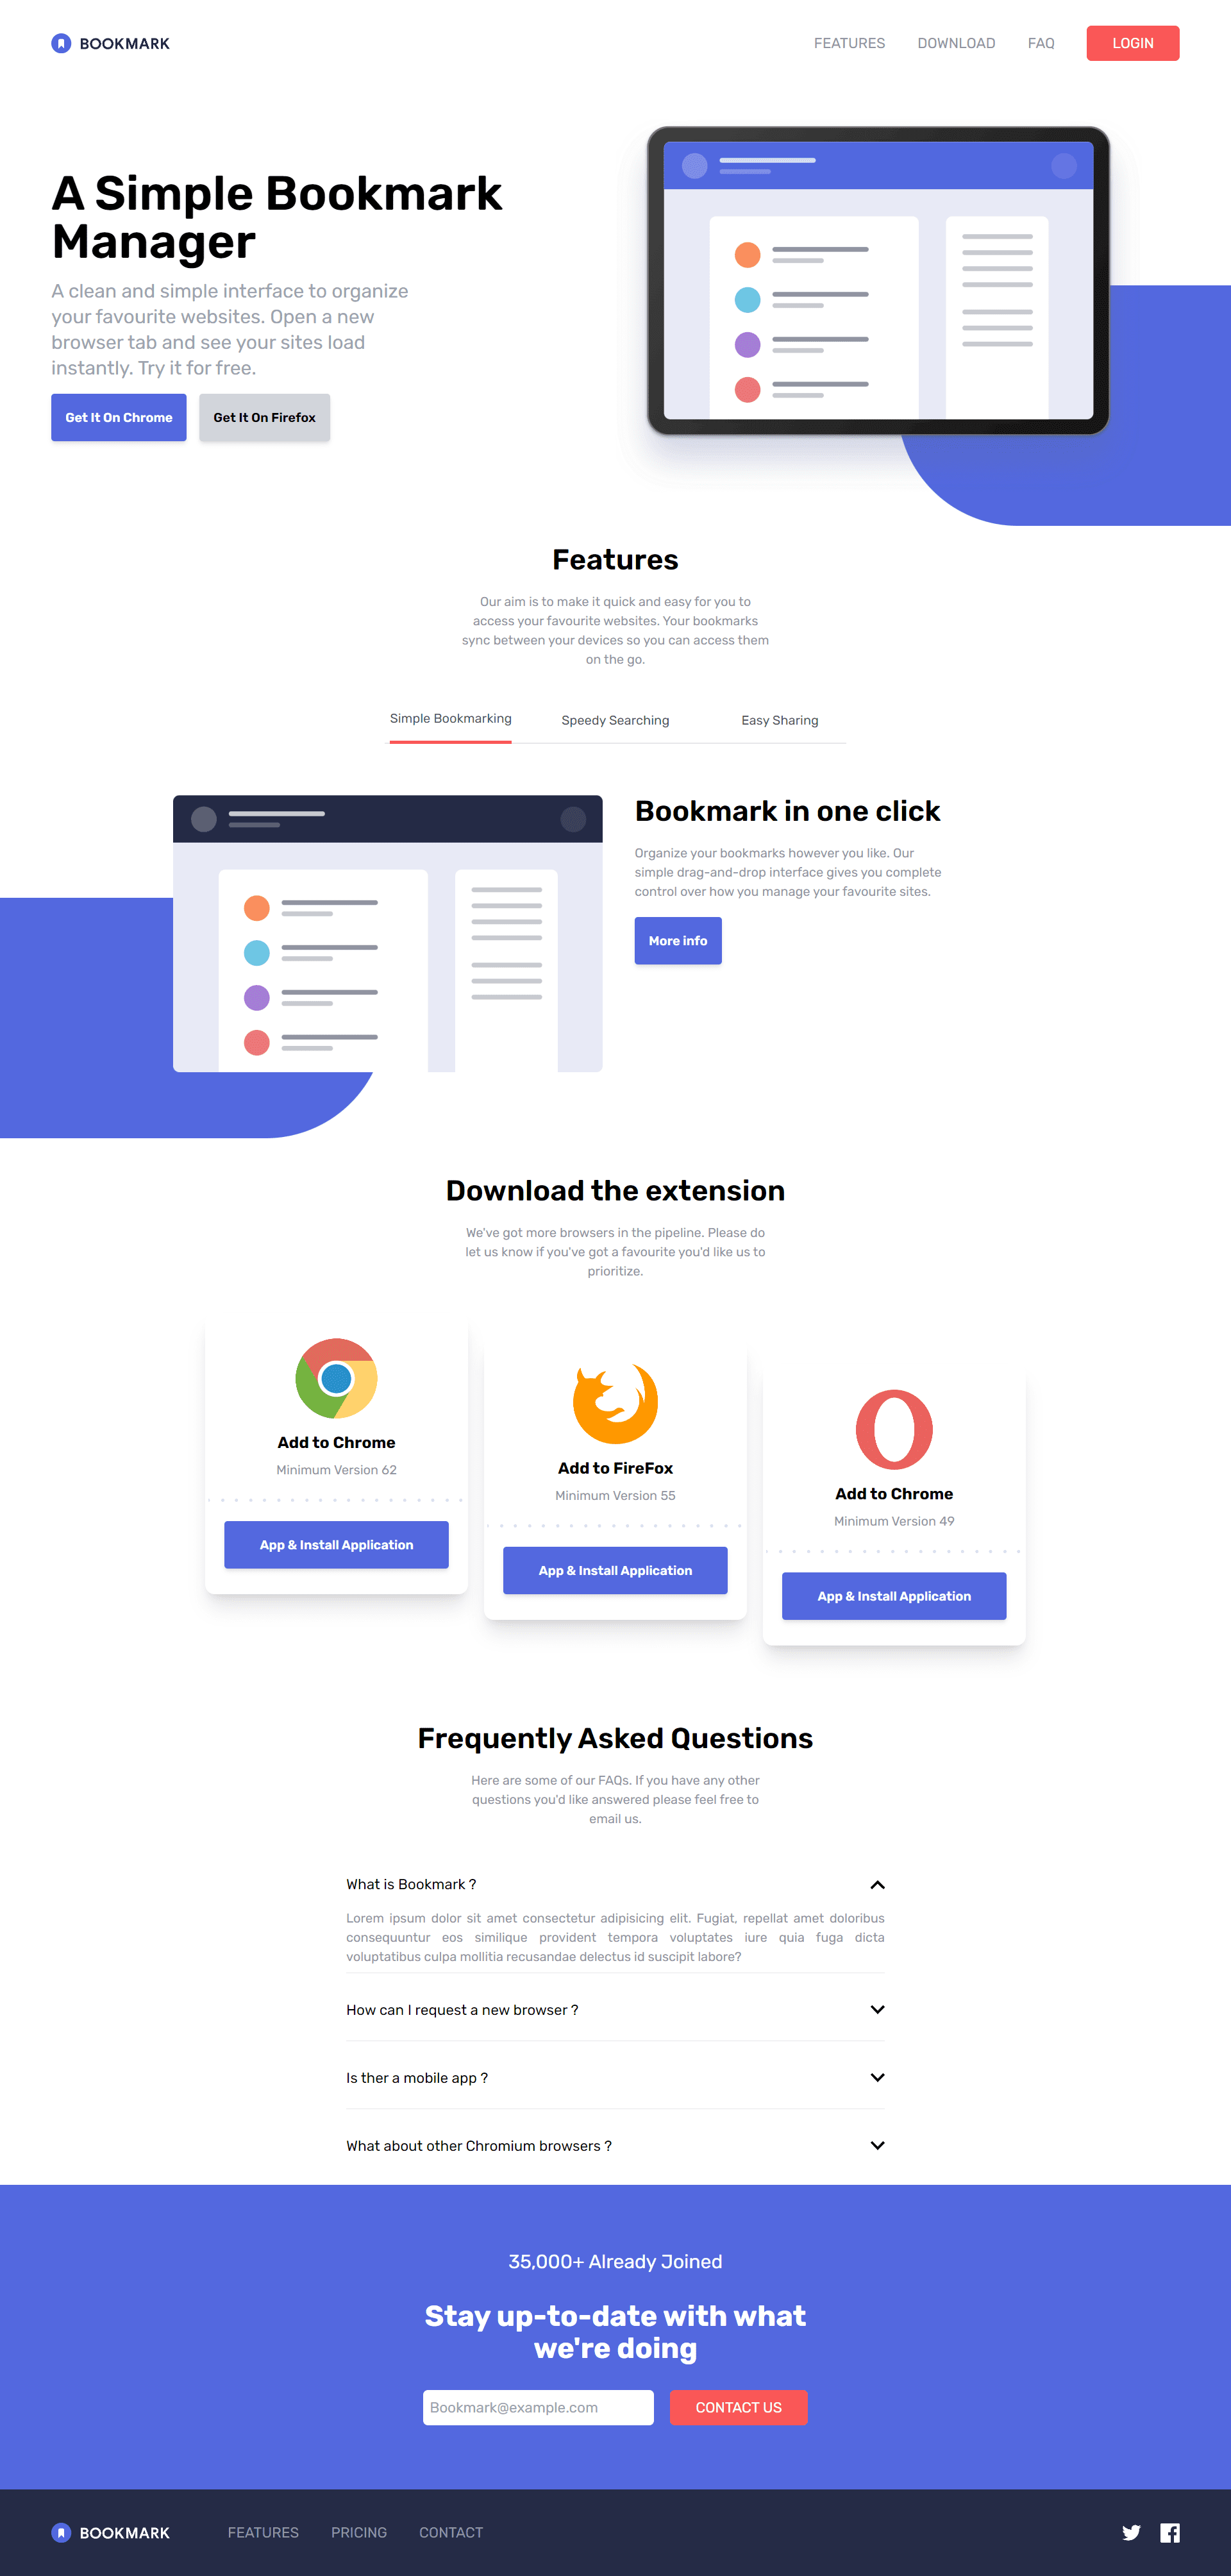 BOOKMARK
FEATURES
DOWNLOAD
FAQ
LOGIN
A Simple Bookmark
Manager
A clean and simple interface to organize
your favourite websites. Open a new
browser tab and see your sites load
instantly. Try it for free.
Get It On Chrome
Get It On Firefox
Features
Our aim is to make it quick and easy for you to
access your favourite websites. Your bookmarks
sync between your devices so you can access them
on the go.
Simple Bookmarking
Speedy Searching
Easy Sharing
Bookmark in one click
Organize your bookmarks however you like. Our
simple drag-and-drop interface gives you complete
control over how you manage your favourite sites.
More info
Download the extension
We've got more browsers in the pipeline. Please do
let us know if you've got a favourite you'd like us to
prioritize.
Add to Chrome
Minimum Version 62
App & Install Application
Add to FireFox
Minimum Version 55
App & Install Application
Add to Chrome
Minimum Version 49
App & Install Application
Frequently Asked Questions
Here are some of our FAQs. If you have any other
questions you'd like answered please feel free to
email us.
What is Bookmark ?
Lorem ipsum dolor sit amet consectetur adipisicing elit. Fugiat, repellat amet doloribus
consequuntur eos similique provident tempora voluptates iure quia fuga dicta
voluptatibus culpa mollitia recusandae delectus id suscipit labore?
How can I request a new browser ?
Is ther a mobile app ?
What about other Chromium browsers ?
35,000+ Already Joined
Stay up-to-date with what
we're doing
Bookmark@example.com
CONTACT US
BOOKMARK
FEATURES
PRICING
CONTACT